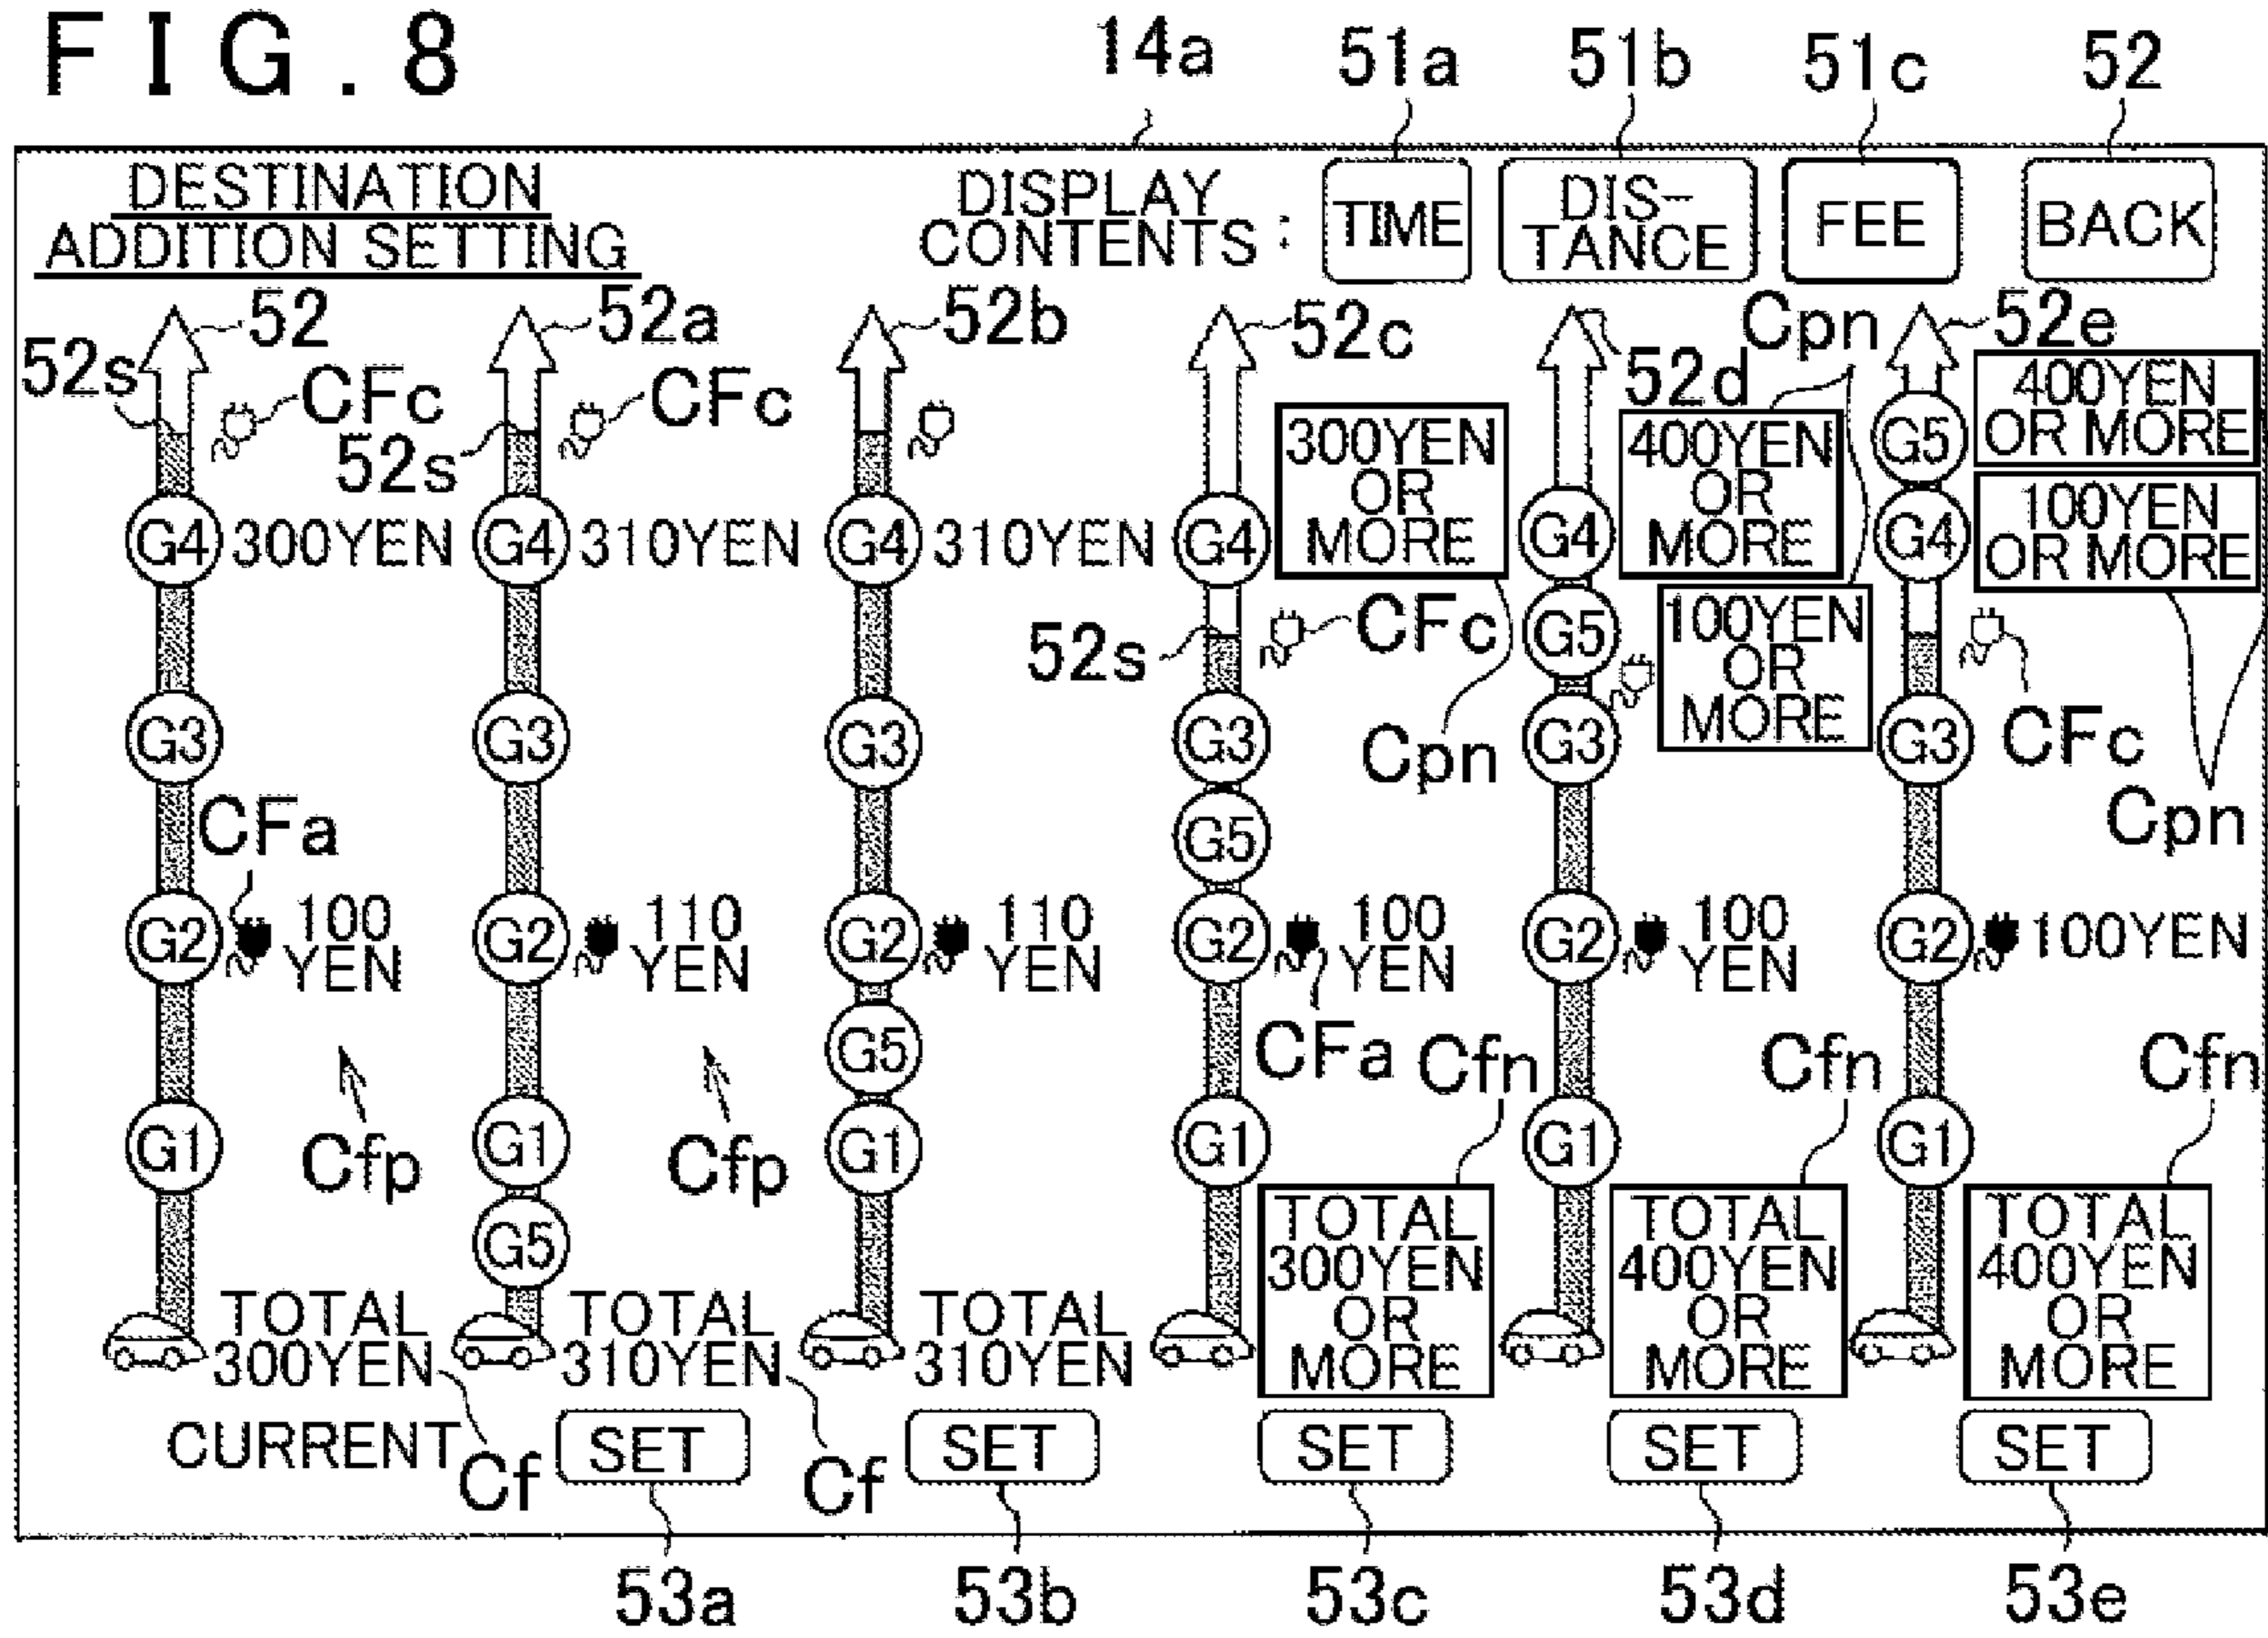 FIG.8
14a 51a 51b 51c 52
DESTINATION
ADDITION SETTING
DISPLAY
CONTENTS :
TIME
DIS-
TANCE
FEE
BACK
52
52s
CFc
G4 300YEN
G3
CFa
G2 100
YEN
Cfp
G1
TOTAL
300YEN
CURRENT
Cf
52a
CFc
52s
G4 310YEN
G3
G2 110
YEN
Cfp
G1
G5
TOTAL
310YEN
Cf
SET
53a
52b
G4 310YEN
G3
G2 110
YEN
G5
G1
TOTAL
310YEN
SET
53b
52c
300YEN
OR
MORE
G4
CFc
52s
Cpn
G3
G5
G2 100
YEN
CFa
Cfn
G1
TOTAL
300YEN
OR
MORE
SET
53c
Cpn
52d
400YEN
OR
MORE
G4
G5
100YEN
OR
MORE
G3
G2 100
YEN
Cfn
G1
TOTAL
400YEN
OR
MORE
SET
53d
52e
400YEN
OR MORE
G5
100YEN
OR MORE
G4
CFc
G3
Cpn
G2 100YEN
Cfn
G1
TOTAL
400YEN
OR
MORE
SET
53e